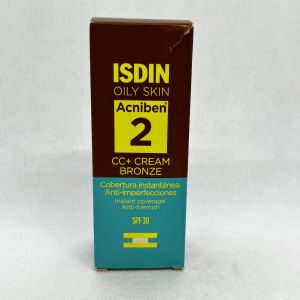 ISDIN
OILY SKIN
Acniben®
2
CC+ CREAM
BRONZE
Cobertura instantánea.
Anti-imperfecciones
Instant coverage
Anti-blemish
SPF 30